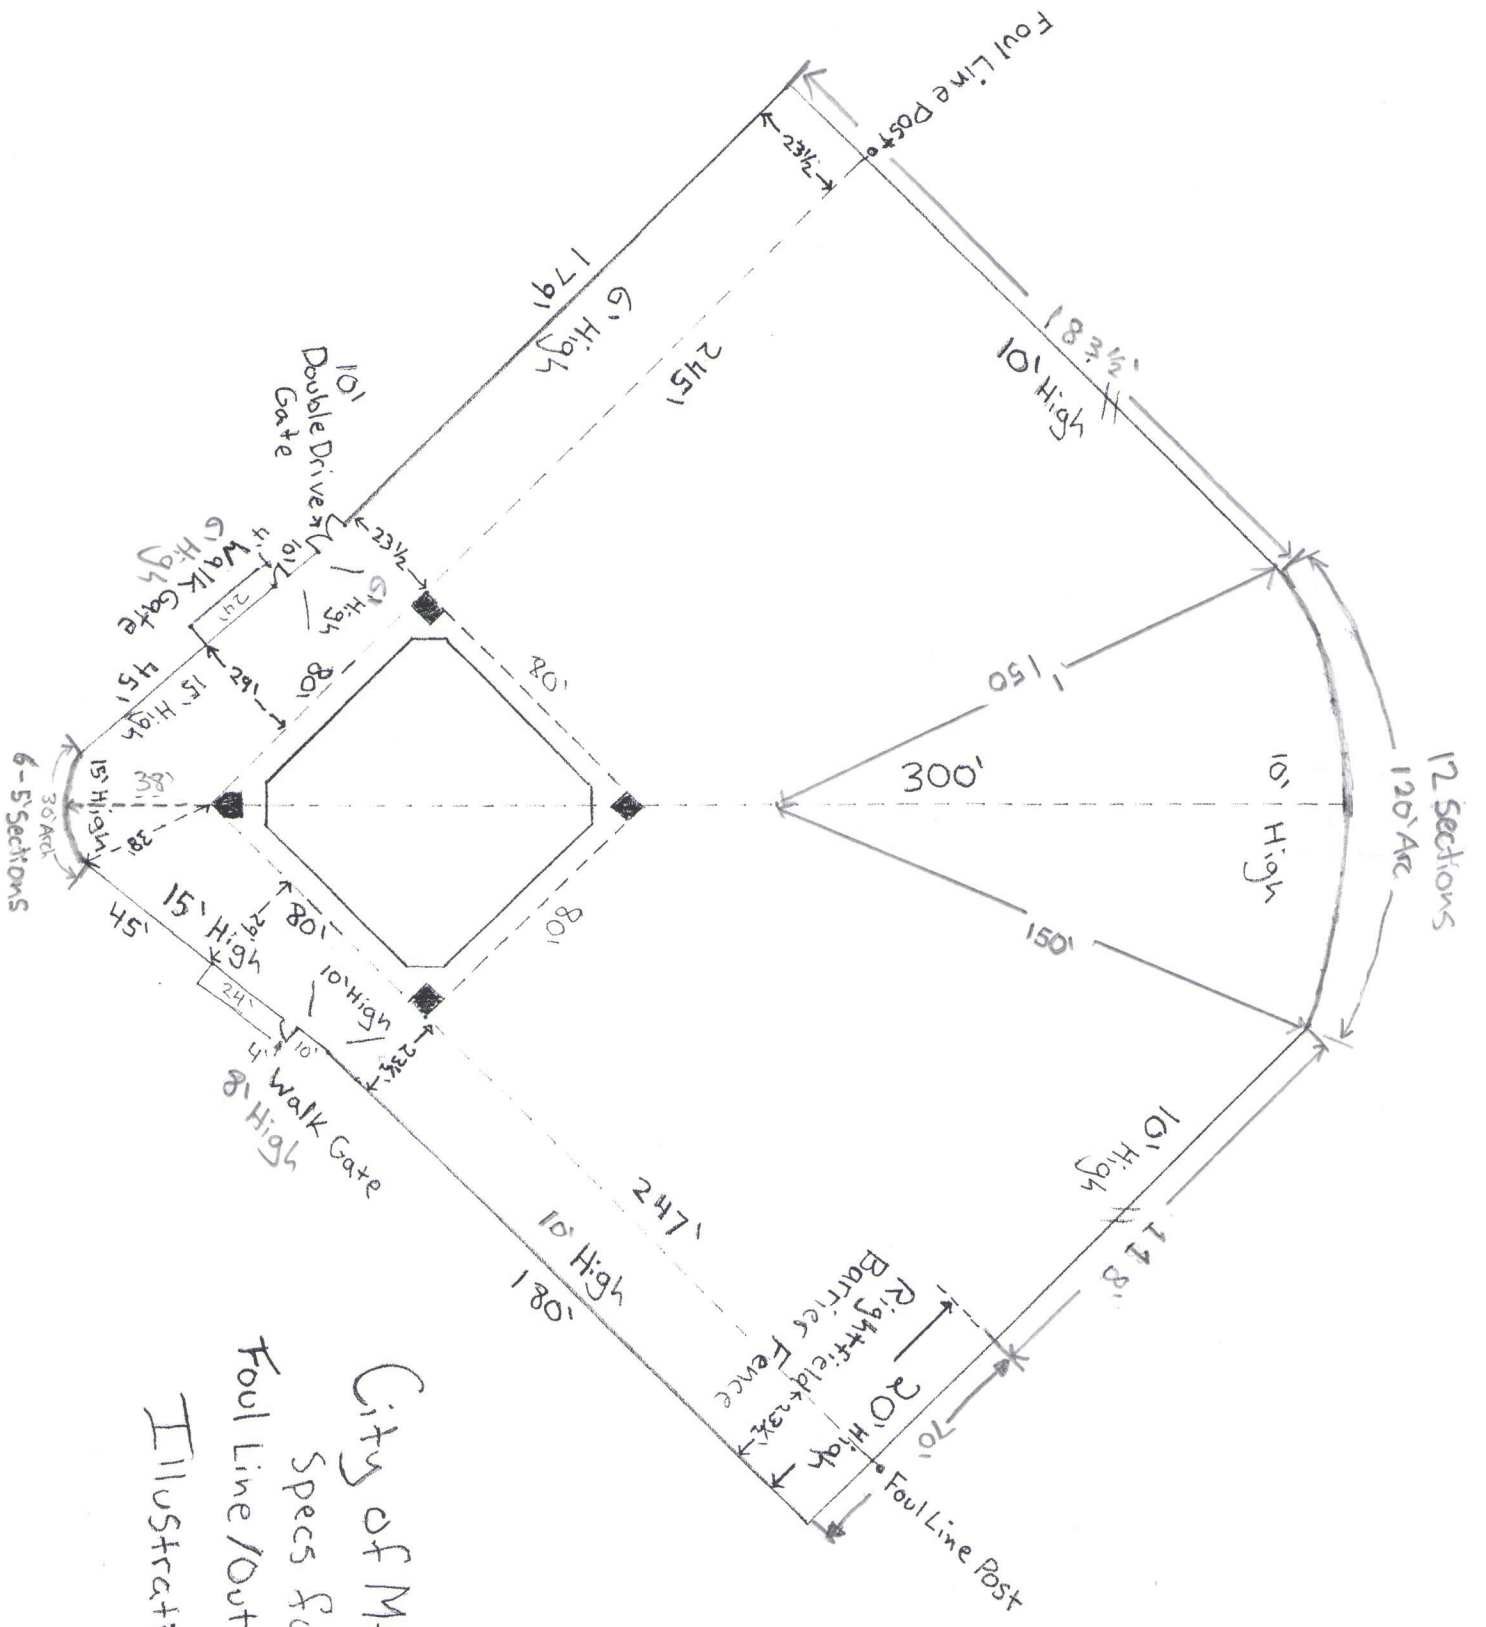 Foul Line Post
23½
179'
6' High
245'
183½'
10' High
10'
Double Drive
Gate
23½
6'
High
10'
4'
Walk Gate
6' High
24'
29'
80'
80'
45'
15' High
15' High
38'
38'
30' Arch
6-5' Sections
150'
300'
150'
10' High
12 Sections
120' Arc
45'
15' High
29'
80'
80'
24'
10' High
4'
10'
Walk Gate
8' High
23½'
247'
10' High
180'
10' High
118'
Rightfield
Barrier Fence
20' High
23½'
70'
Foul Line Post
City of M
Specs fo
Foul Line/Out
Illustrat